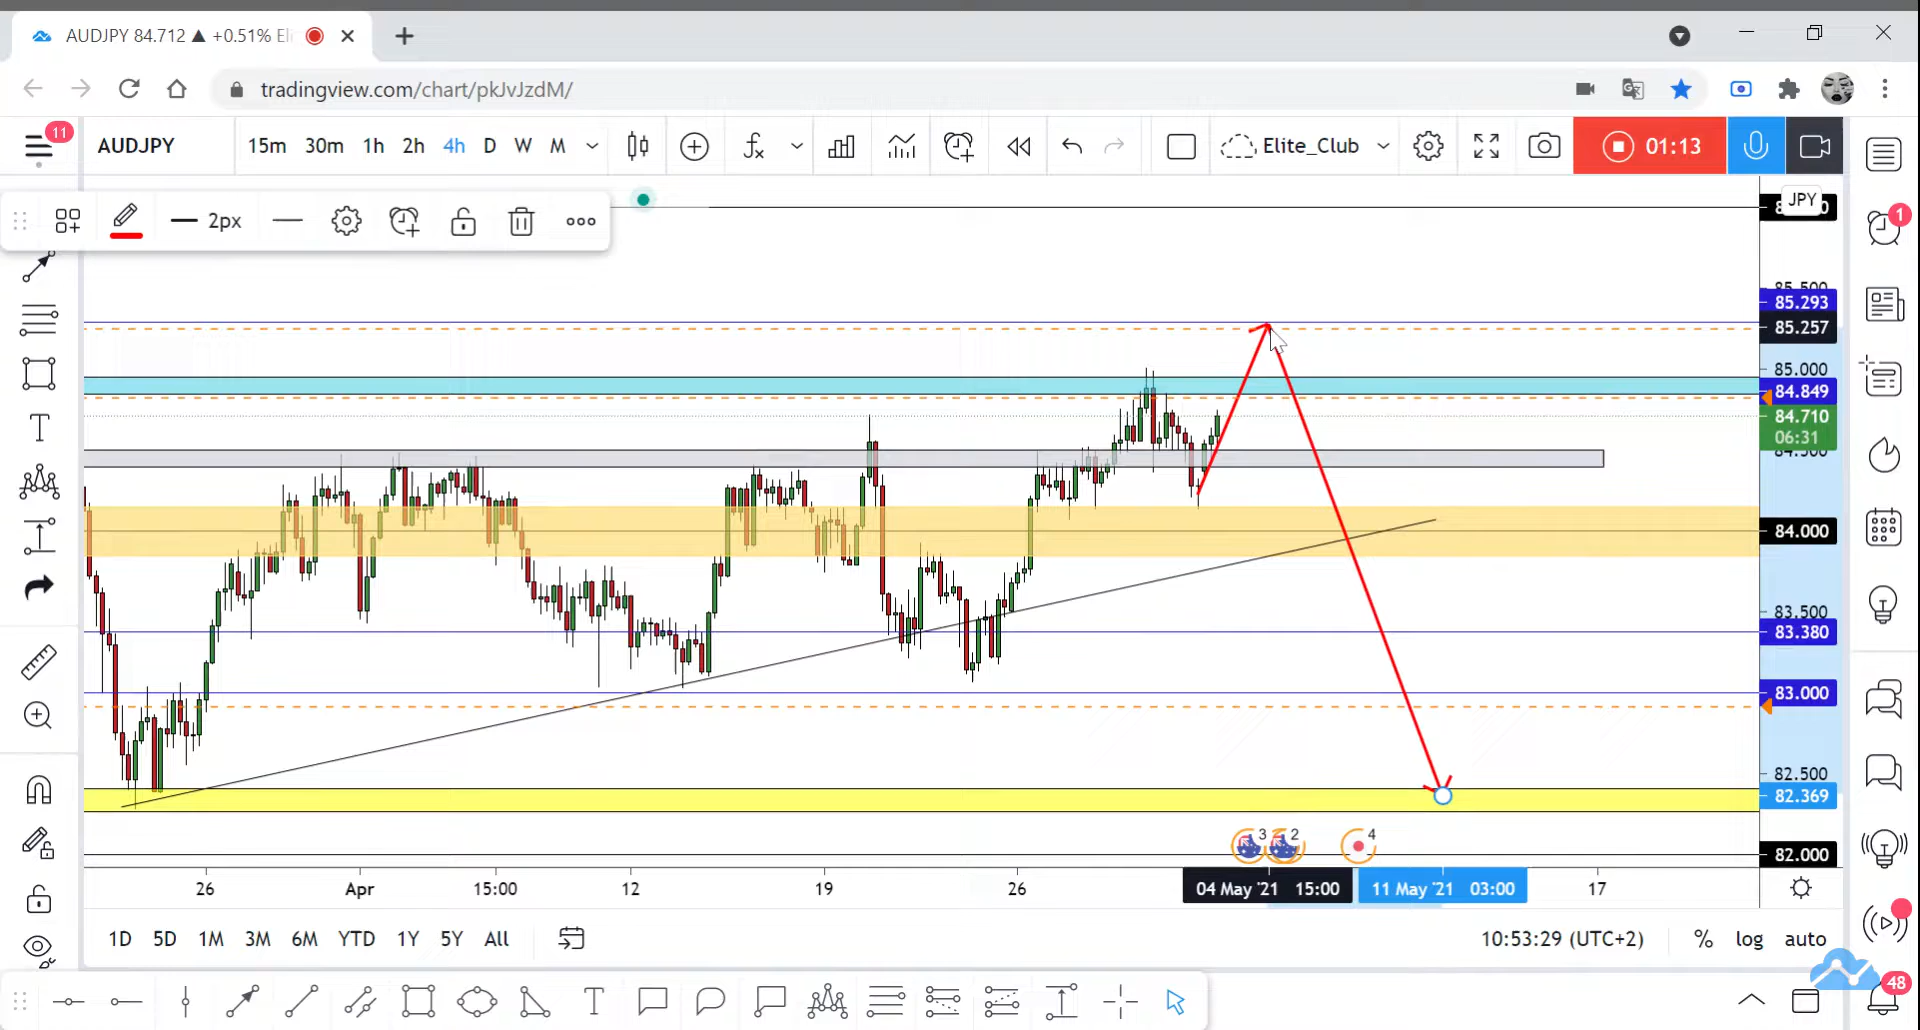 AUDJPY 84.712 ▲ +0.51% El
tradingview.com/chart/pkJvJzdM/
11
AUDJPY
15m 30m 1h 2h 4h D W M
Elite_Club
01:13
2px
JPY
1
85.500
85.293
85.257
85.000
84.849
84.710
06:31
84.500
84.000
83.500
83.380
83.000
82.500
82.369
82.000
3 2 4
26 Apr 15:00 12 19 26 04 May '21 15:00 11 May '21 03:00 17
1D 5D 1M 3M 6M YTD 1Y 5Y All
10:53:29 (UTC+2) % log auto
T
T
48